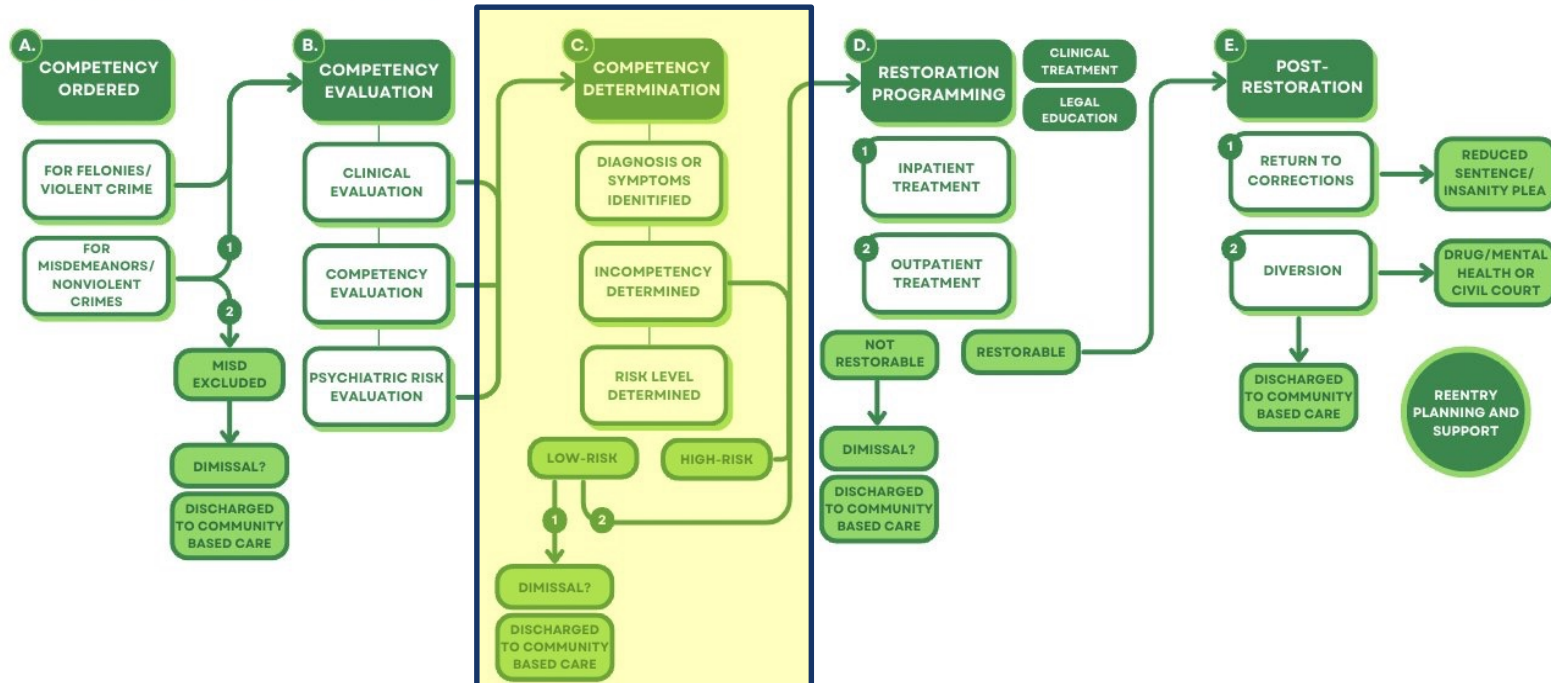 A.
COMPETENCY
ORDERED
FOR FELONIES/
VIOLENT CRIME
FOR
MISDEMEANORS/
NONVIOLENT
CRIMES
1
2
MISD
EXCLUDED
DIMISSAL?
DISCHARGED
TO COMMUNITY
BASED CARE
B.
COMPETENCY
EVALUATION
CLINICAL
EVALUATION
COMPETENCY
EVALUATION
PSYCHIATRIC RISK
EVALUATION
C.
COMPETENCY
DETERMINATION
DIAGNOSIS OR
SYMPTOMS
IDENITIFIED
INCOMPETENCY
DETERMINED
RISK LEVEL
DETERMINED
LOW-RISK
HIGH-RISK
1
2
DIMISSAL?
DISCHARGED
TO COMMUNITY
BASED CARE
D.
RESTORATION
PROGRAMMING
CLINICAL
TREATMENT
LEGAL
EDUCATION
1
INPATIENT
TREATMENT
2
OUTPATIENT
TREATMENT
NOT
RESTORABLE
RESTORABLE
DIMISSAL?
DISCHARGED
TO COMMUNITY
BASED CARE
E.
POST-
RESTORATION
1
RETURN TO
CORRECTIONS
REDUCED
SENTENCE/
INSANITY PLEA
2
DIVERSION
DRUG/MENTAL
HEALTH OR
CIVIL COURT
DISCHARGED
TO COMMUNITY
BASED CARE
REENTRY
PLANNING AND
SUPPORT